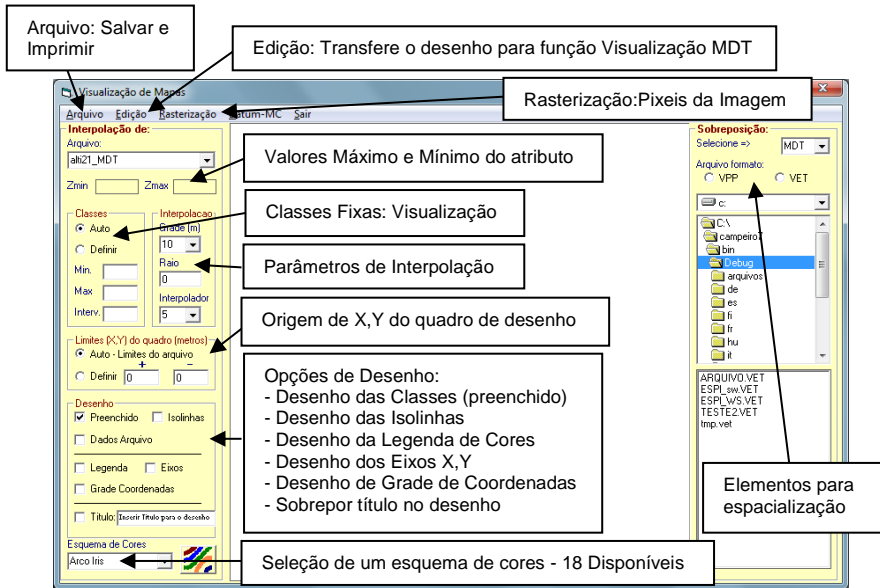 Arquivo: Salvar e
Imprimir
Edição: Transfere o desenho para função Visualização MDT
Visualização de Mapas
Rasterização:Pixeis da Imagem
Arquivo Edição Rasterização Datum-MC Sair
Interpolação de:
Arquivo:
alti21_MDT
Zmin Zmax
Valores Máximo e Mínimo do atributo
Classes
Auto
Definir
Min.
Max
Interv.
Interpolacao
Grade (m)
10
Raio
0
Interpolador
5
Classes Fixas: Visualização
Parâmetros de Interpolação
Limites (X,Y) do quadro (metros)
Auto - Limites do arquivo
+ -
Definir 0 0
Origem de X,Y do quadro de desenho
Desenho
Preenchido Isolinhas
Dados Arquivo
Legenda Eixos
Grade Coordenadas
Titulo: Inserir Titulo para o desenho
Opções de Desenho:
- Desenho das Classes (preenchido)
- Desenho das Isolinhas
- Desenho da Legenda de Cores
- Desenho dos Eixos X,Y
- Desenho de Grade de Coordenadas
- Sobrepor título no desenho
Esquema de Cores
Arco Iris
Seleção de um esquema de cores - 18 Disponíveis
Sobreposição:
Selecione => MDT
Arquivo formato:
VPP VET
c:
C:\
campeiro7
bin
Debug
arquivos
de
es
fi
fr
hu
it
ARQUIVO.VET
ESPI_sw.VET
ESPI_WS.VET
TESTE2.VET
tmp.vet
Elementos para
espacialização